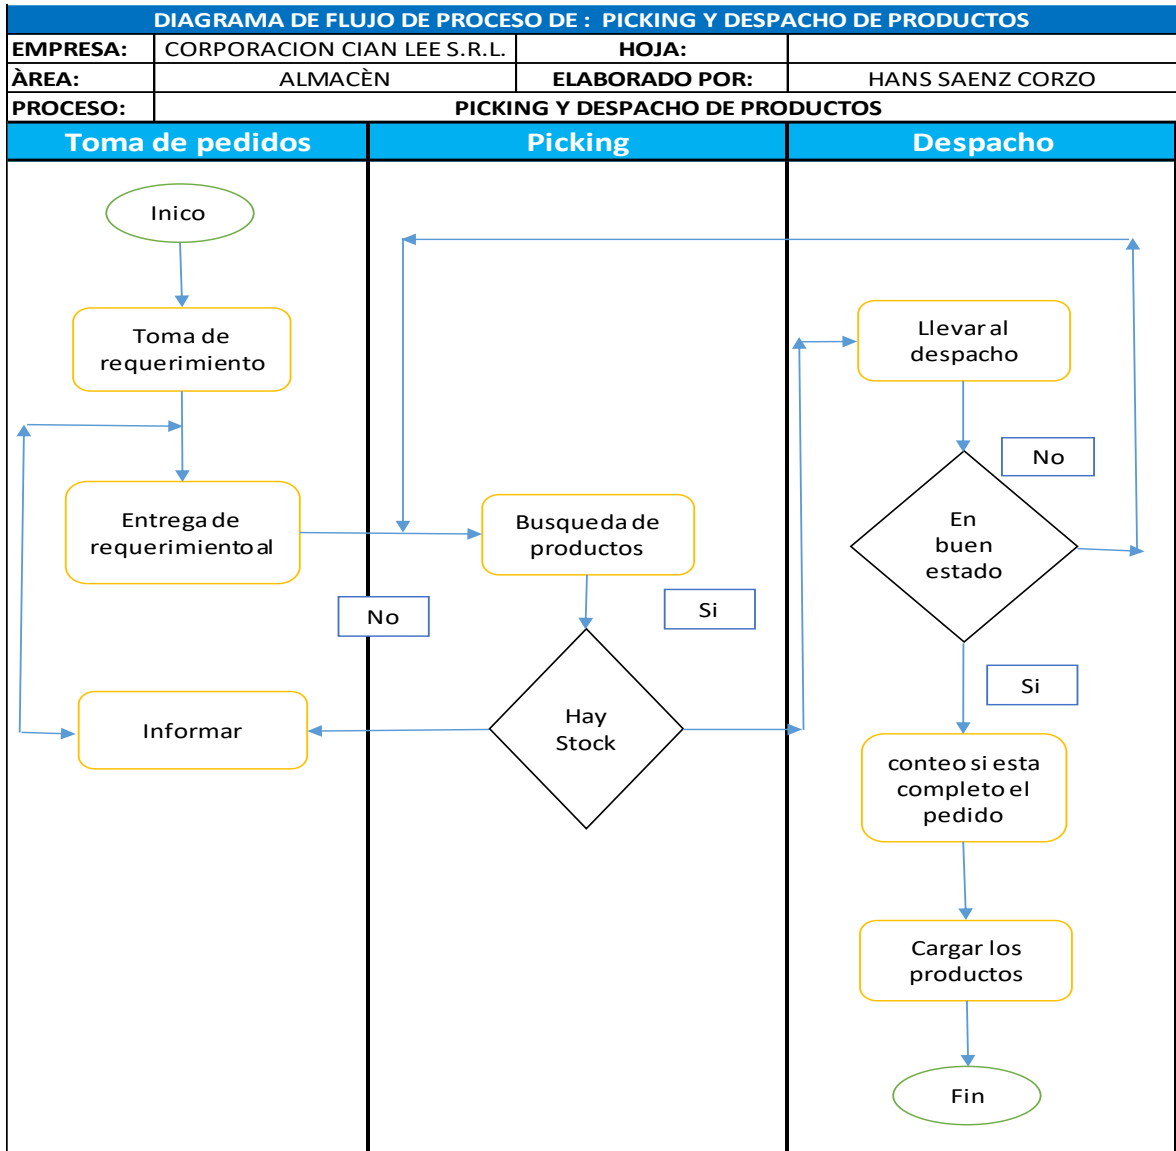 DIAGRAMA DE FLUJO DE PROCESO DE : PICKING Y DESPACHO DE PRODUCTOS
EMPRESA: CORPORACION CIAN LEE S.R.L. HOJA:
ÀREA: ALMACÈN ELABORADO POR: HANS SAENZ CORZO
PROCESO: PICKING Y DESPACHO DE PRODUCTOS
Toma de pedidos Picking Despacho
Inico
Toma de
requerimiento
Entrega de
requerimiento al
Informar
No
Busqueda de
productos
Si
Hay
Stock
Llevar al
despacho
No
En
buen
estado
Si
conteo si esta
completo el
pedido
Cargar los
productos
Fin